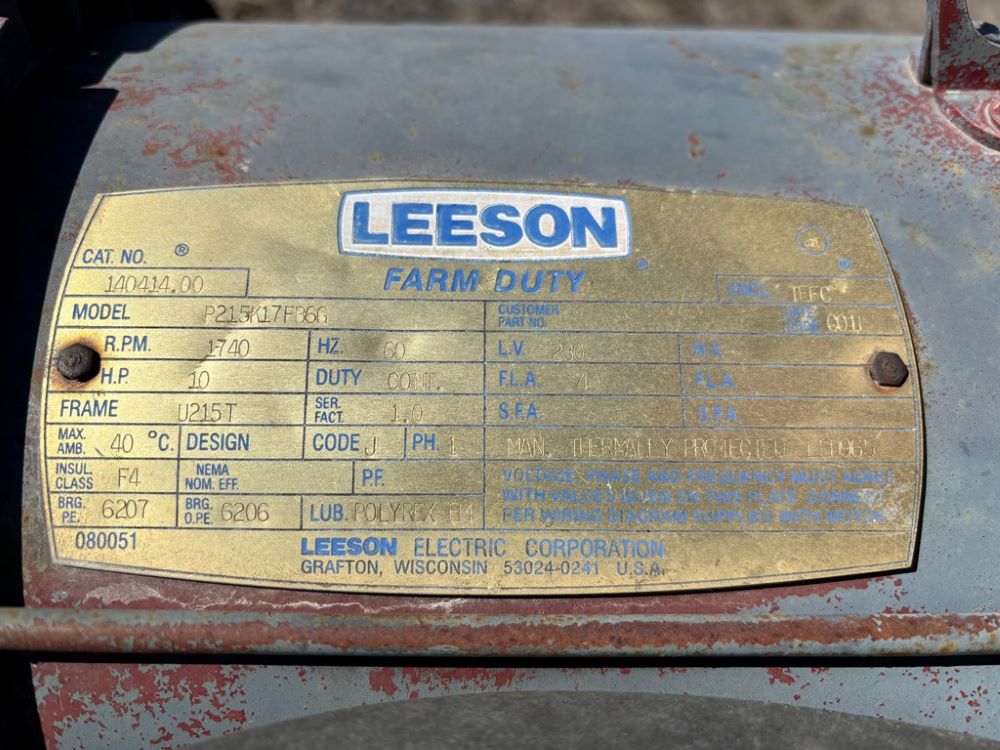 LEESON
FARM DUTY
CAT. NO. ®
140414.00
ENCL. TEFC
MODEL P215K17FB6G
CUSTOMER
PART NO.
R.P.M. 1740 HZ. 60 L.V. 230 H.V.
H.P. 10 DUTY CONT. F.L.A. F.L.A.
FRAME U215T SER. FACT. 1.0 S.F.A. S.F.A.
MAX. AMB. 40 °C. DESIGN CODE J PH. 1 MAN. THERMALLY PROTECTED
INSUL. CLASS F4 NEMA NOM. EFF. P.F.
VOLTAGE, PHASE AND FREQUENCY MUST AGREE
WITH VALUES GIVEN ON THIS PLATE. CONNECT
PER WIRING DIAGRAM SUPPLIED WITH MOTOR.
BRG. P.E. 6207 BRG. O.P.E. 6206 LUB. POLYREX EM
080051
LEESON ELECTRIC CORPORATION
GRAFTON, WISCONSIN 53024-0241 U.S.A.